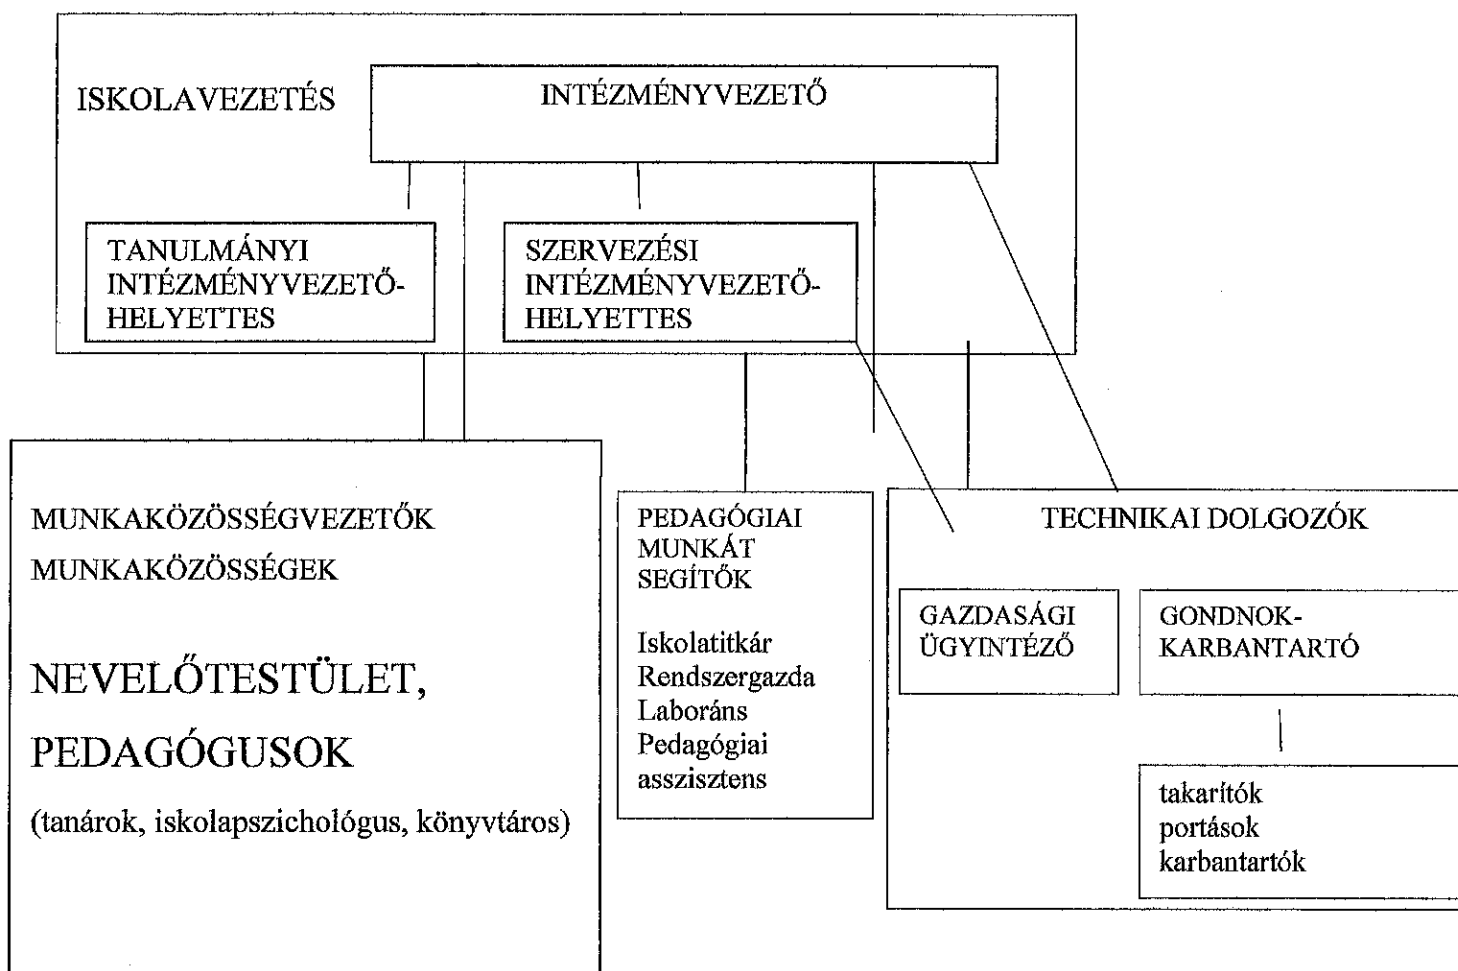 ISKOLAVEZETÉS
INTÉZMÉNYVEZETŐ
TANULMÁNYI
INTÉZMÉNYVEZETŐ-
HELYETTES
SZERVEZÉSI
INTÉZMÉNYVEZETŐ-
HELYETTES
MUNKAKÖZÖSSÉGVEZETŐK
MUNKAKÖZÖSSÉGEK
NEVELŐTESTÜLET,
PEDAGÓGUSOK
(tanárok, iskolapszichológus, könyvtáros)
PEDAGÓGIAI
MUNKÁT
SEGÍTŐK
Iskolatitkár
Rendszergazda
Laboráns
Pedagógiai
asszisztens
TECHNIKAI DOLGOZÓK
GAZDASÁGI
ÜGYINTÉZŐ
GONDNOK-
KARBANTARTÓ
takarítók
portások
karbantartók